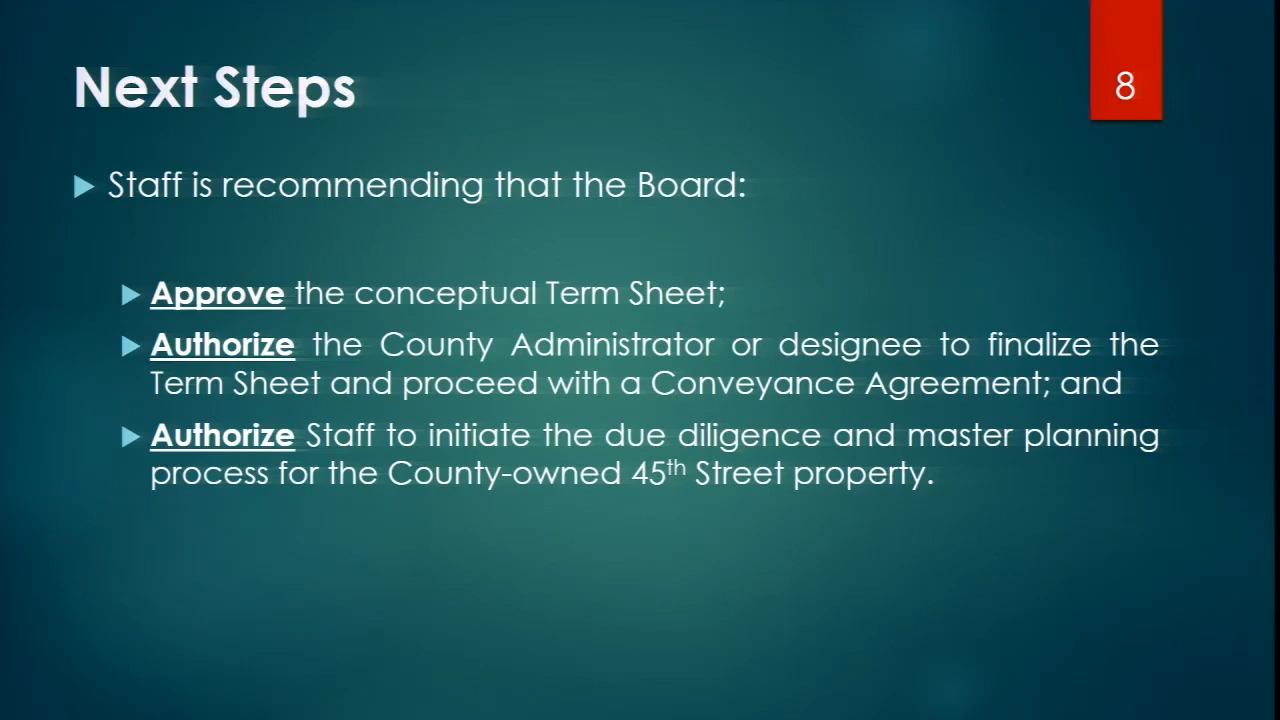 Next Steps
8
Staff is recommending that the Board:
Approve the conceptual Term Sheet;
Authorize the County Administrator or designee to finalize the
Term Sheet and proceed with a Conveyance Agreement; and
Authorize Staff to initiate the due diligence and master planning
process for the County-owned 45th Street property.